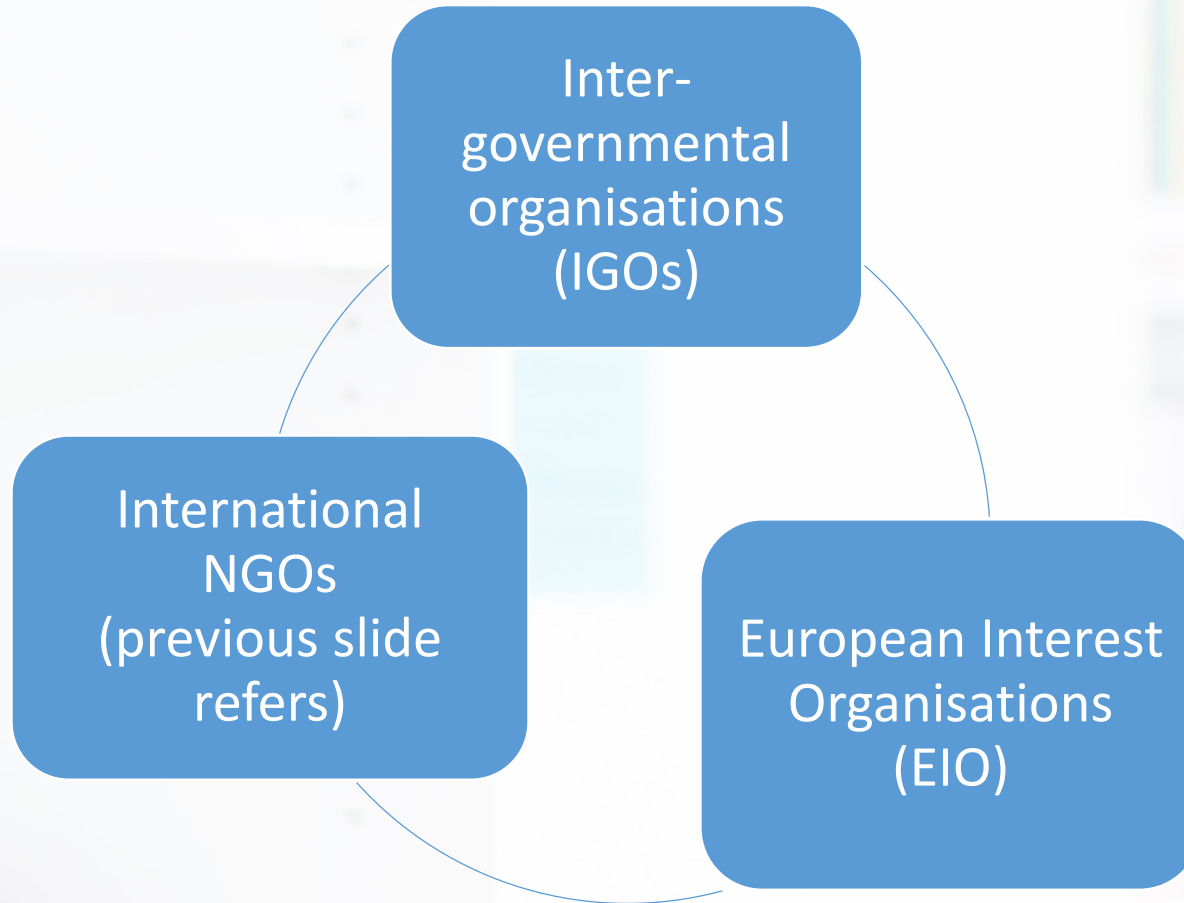 Inter-
governmental
organisations
(IGOs)
International
NGOs
(previous slide
refers)
European Interest
Organisations
(EIO)